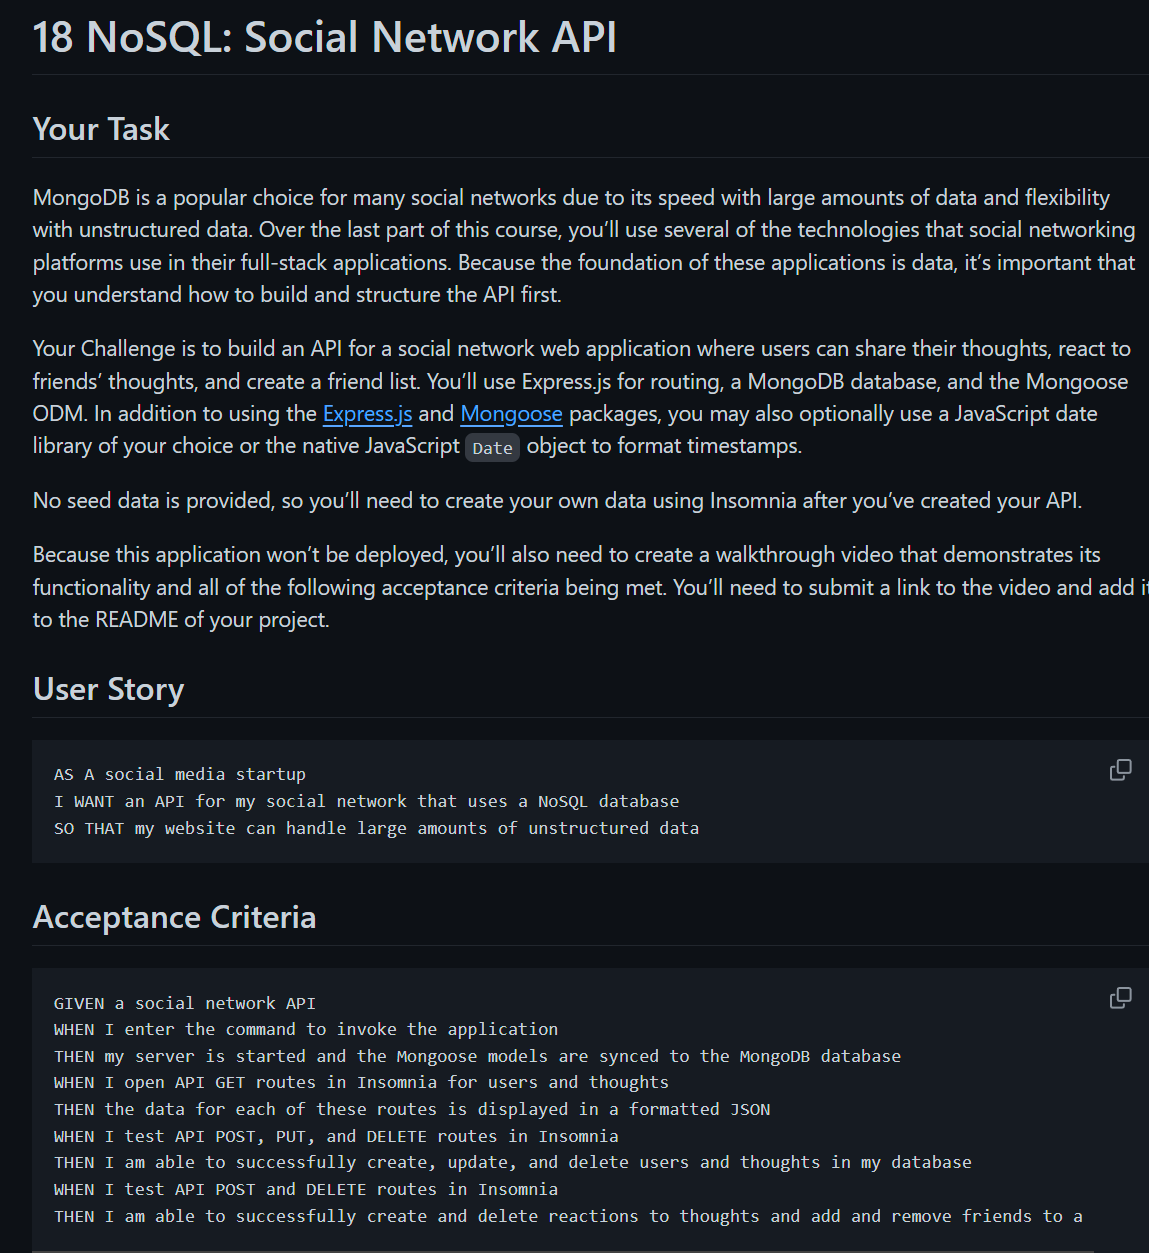 18 NoSQL: Social Network API
Your Task
MongoDB is a popular choice for many social networks due to its speed with large amounts of data and flexibility
with unstructured data. Over the last part of this course, you’ll use several of the technologies that social networking
platforms use in their full-stack applications. Because the foundation of these applications is data, it’s important that
you understand how to build and structure the API first.
Your Challenge is to build an API for a social network web application where users can share their thoughts, react to
friends’ thoughts, and create a friend list. You’ll use Express.js for routing, a MongoDB database, and the Mongoose
ODM. In addition to using the Express.js and Mongoose packages, you may also optionally use a JavaScript date
library of your choice or the native JavaScript Date object to format timestamps.
No seed data is provided, so you’ll need to create your own data using Insomnia after you’ve created your API.
Because this application won’t be deployed, you’ll also need to create a walkthrough video that demonstrates its
functionality and all of the following acceptance criteria being met. You’ll need to submit a link to the video and add it
to the README of your project.
User Story
AS A social media startup
I WANT an API for my social network that uses a NoSQL database
SO THAT my website can handle large amounts of unstructured data
Acceptance Criteria
GIVEN a social network API
WHEN I enter the command to invoke the application
THEN my server is started and the Mongoose models are synced to the MongoDB database
WHEN I open API GET routes in Insomnia for users and thoughts
THEN the data for each of these routes is displayed in a formatted JSON
WHEN I test API POST, PUT, and DELETE routes in Insomnia
THEN I am able to successfully create, update, and delete users and thoughts in my database
WHEN I test API POST and DELETE routes in Insomnia
THEN I am able to successfully create and delete reactions to thoughts and add and remove friends to a